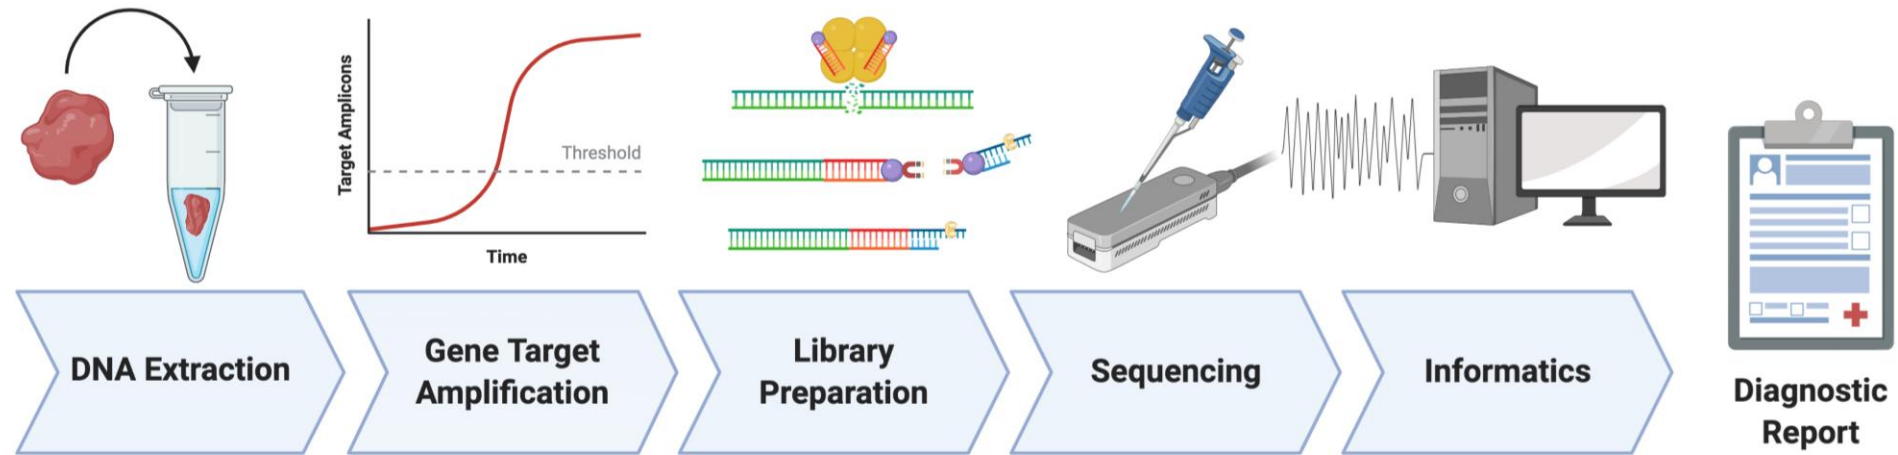 Target Amplicons
Threshold
Time
DNA Extraction
Gene Target
Amplification
Library
Preparation
Sequencing
Informatics
Diagnostic
Report